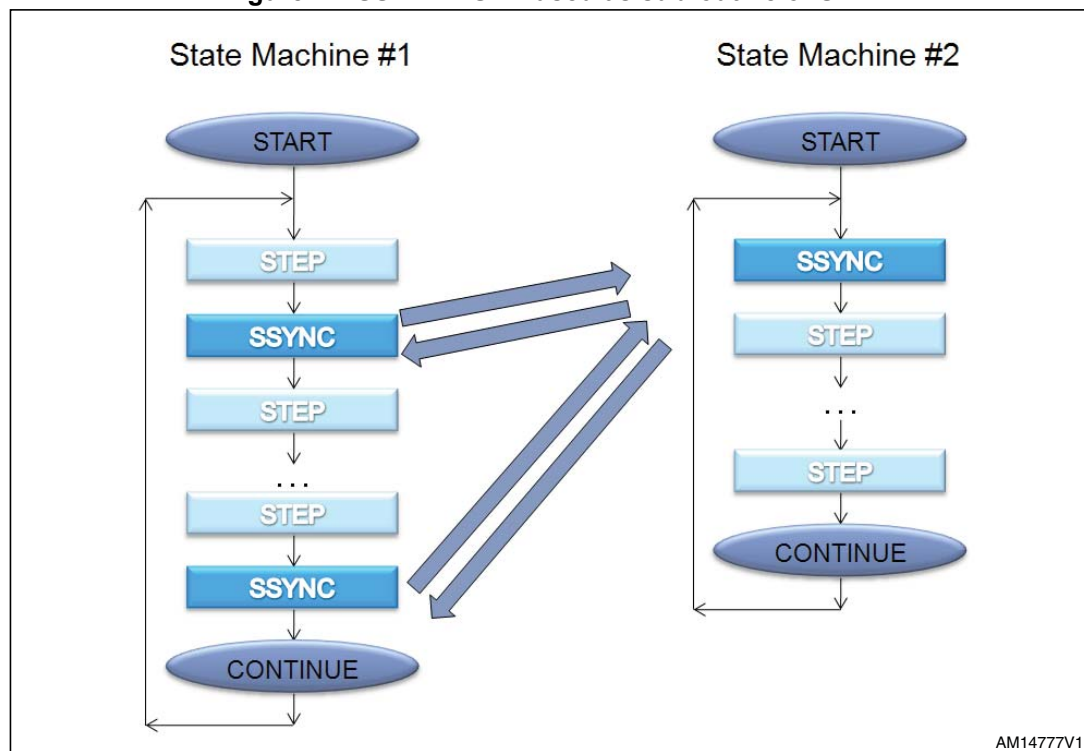 State Machine #1
START
STEP
SSYNC
STEP
...
STEP
SSYNC
CONTINUE
State Machine #2
START
SSYNC
STEP
...
STEP
CONTINUE
AM14777V1